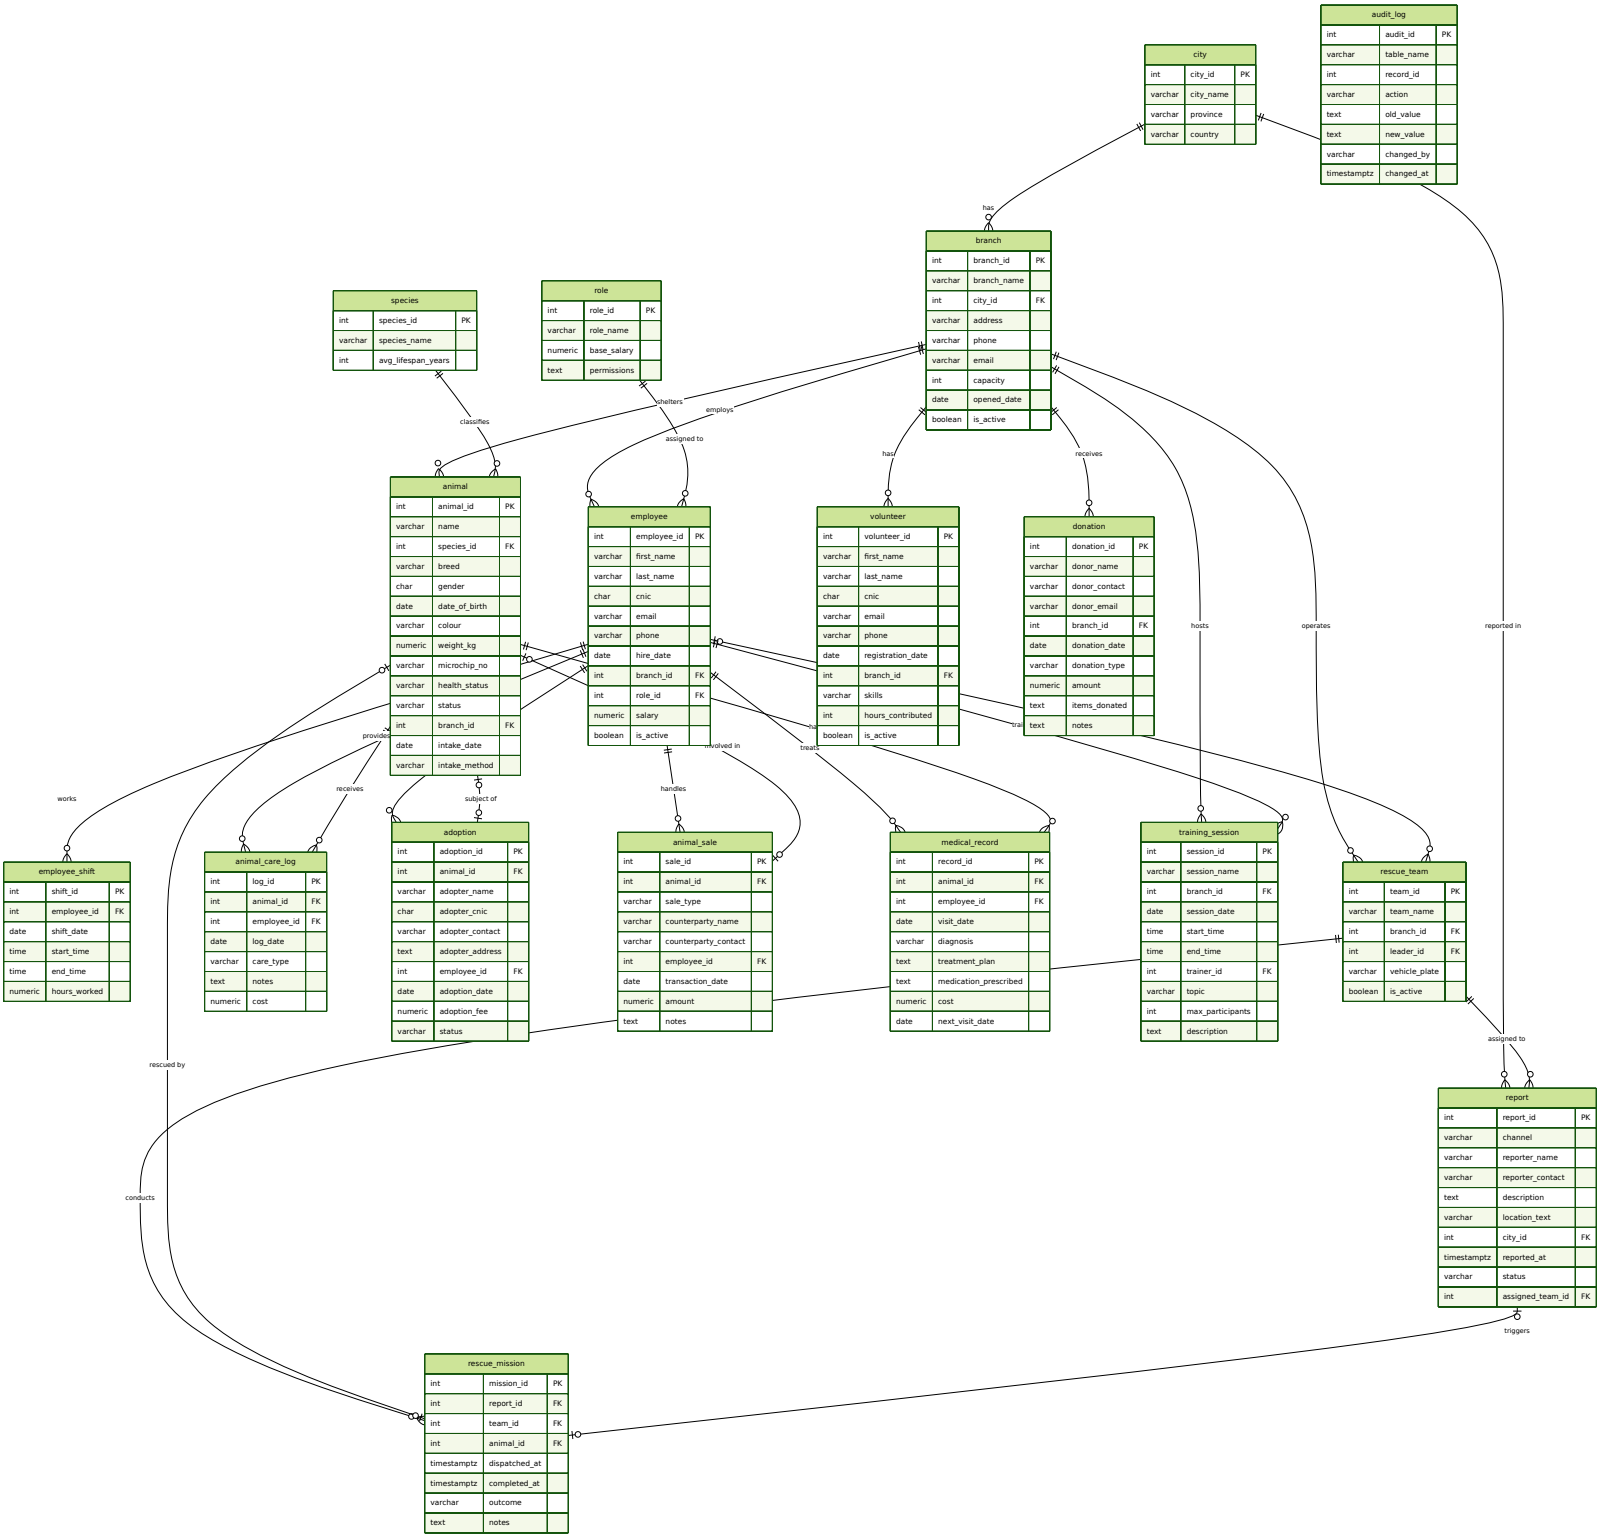 audit_log
int audit_id PK
varchar table_name
int record_id
varchar action
text old_value
text new_value
varchar changed_by
timestamptz changed_at
city
int city_id PK
varchar city_name
varchar province
varchar country
has
branch
int branch_id PK
varchar branch_name
int city_id FK
varchar address
varchar phone
varchar email
int capacity
date opened_date
boolean is_active
species
int species_id PK
varchar species_name
int avg_lifespan_years
role
int role_id PK
varchar role_name
numeric base_salary
text permissions
shelters
employs
classifies
assigned to
has
receives
animal
int animal_id PK
varchar name
int species_id FK
varchar breed
char gender
date date_of_birth
varchar colour
numeric weight_kg
varchar microchip_no
varchar health_status
varchar status
int branch_id FK
date intake_date
varchar intake_method
employee
int employee_id PK
varchar first_name
varchar last_name
char cnic
varchar email
varchar phone
date hire_date
int branch_id FK
int role_id FK
numeric salary
boolean is_active
volunteer
int volunteer_id PK
varchar first_name
varchar last_name
char cnic
varchar email
varchar phone
date registration_date
int branch_id FK
varchar skills
int hours_contributed
boolean is_active
donation
int donation_id PK
varchar donor_name
varchar donor_contact
varchar donor_email
int branch_id FK
date donation_date
varchar donation_type
numeric amount
text items_donated
text notes
hosts
operates
reported in
provides
involved in
treats
works
receives
subject of
handles
employee_shift
int shift_id PK
int employee_id FK
date shift_date
time start_time
time end_time
numeric hours_worked
animal_care_log
int log_id PK
int animal_id FK
int employee_id FK
date log_date
varchar care_type
text notes
numeric cost
adoption
int adoption_id PK
int animal_id FK
varchar adopter_name
char adopter_cnic
varchar adopter_contact
text adopter_address
int employee_id FK
date adoption_date
numeric adoption_fee
varchar status
animal_sale
int sale_id PK
int animal_id FK
varchar sale_type
varchar counterparty_name
varchar counterparty_contact
int employee_id FK
date transaction_date
numeric amount
text notes
medical_record
int record_id PK
int animal_id FK
int employee_id FK
date visit_date
varchar diagnosis
text treatment_plan
text medication_prescribed
numeric cost
date next_visit_date
training_session
int session_id PK
varchar session_name
int branch_id FK
date session_date
time start_time
time end_time
int trainer_id FK
varchar topic
int max_participants
text description
rescue_team
int team_id PK
varchar team_name
int branch_id FK
int leader_id FK
varchar vehicle_plate
boolean is_active
assigned to
rescued by
report
int report_id PK
varchar channel
varchar reporter_name
varchar reporter_contact
text description
varchar location_text
int city_id FK
timestamptz reported_at
varchar status
int assigned_team_id FK
conducts
triggers
rescue_mission
int mission_id PK
int report_id FK
int team_id FK
int animal_id FK
timestamptz dispatched_at
timestamptz completed_at
varchar outcome
text notes